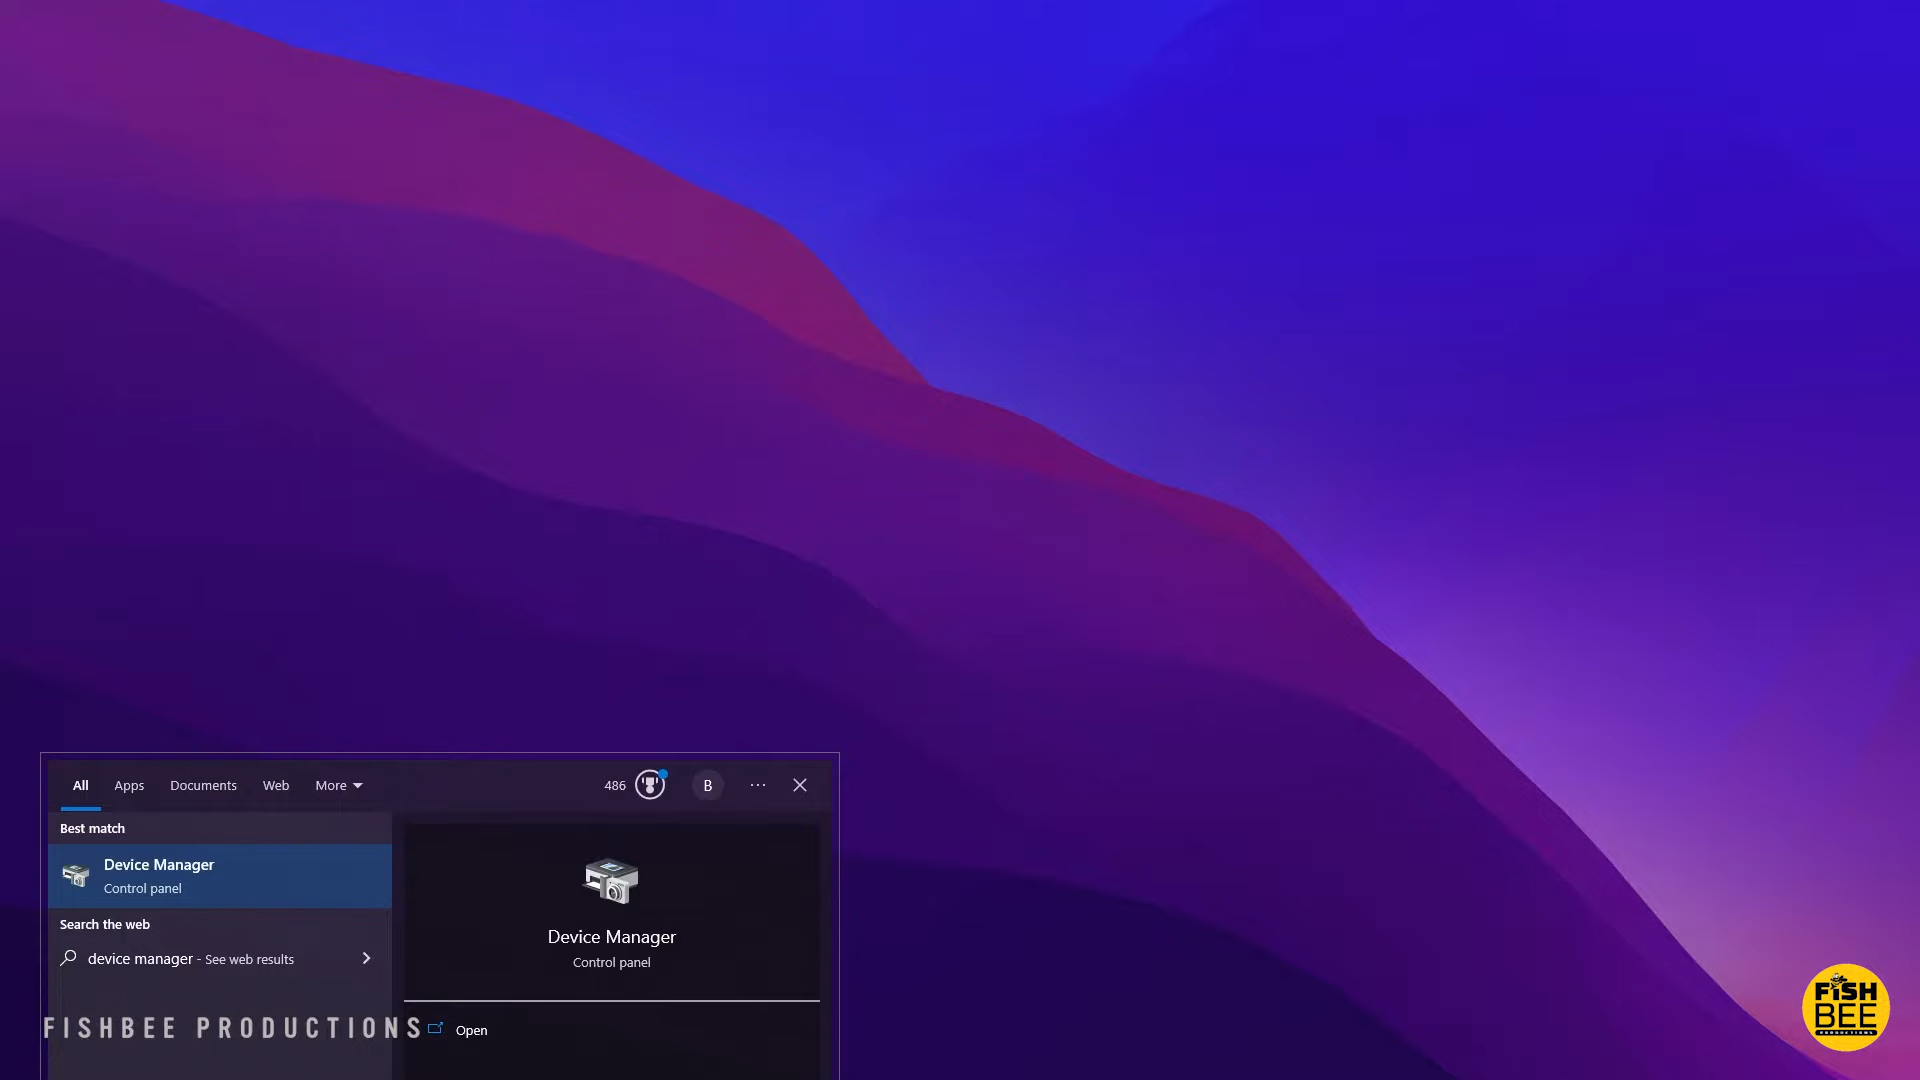 All Apps Documents Web More 486 B
Best match
Device Manager
Control panel
Search the web
device manager - See web results
Device Manager
Control panel
Open
FISHBEE PRODUCTIONS
FISH
BEE
PRODUCTIONS